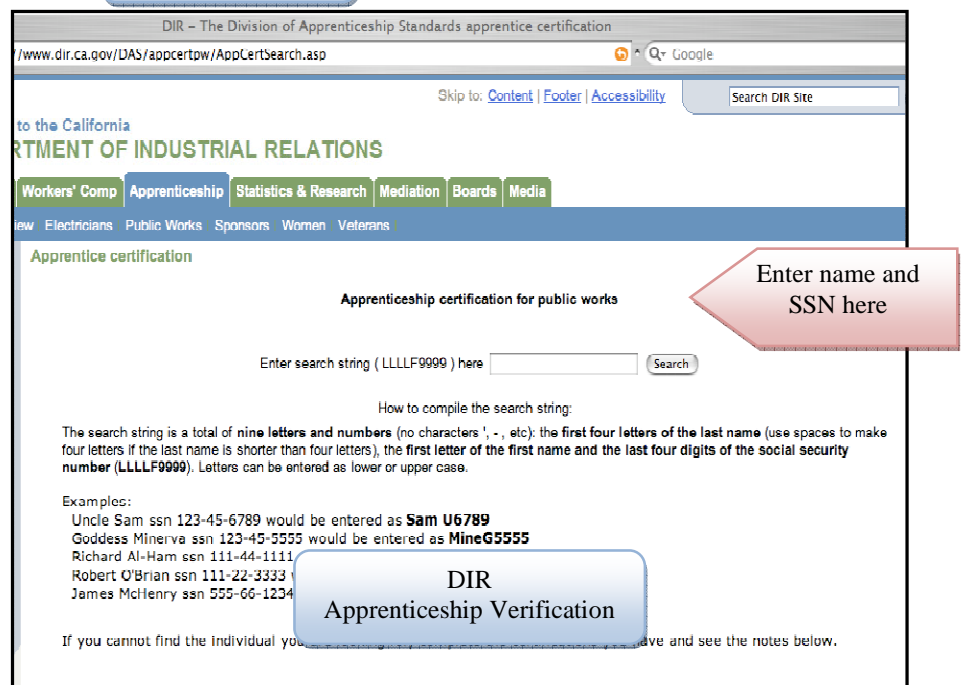 DIR – The Division of Apprenticeship Standards apprentice certification
//www.dir.ca.gov/DAS/appcertpw/AppCertSearch.asp
Google
Skip to: Content | Footer | Accessibility
Search DIR Site
to the California
RTMENT OF INDUSTRIAL RELATIONS
Workers' Comp Apprenticeship Statistics & Research Mediation Boards Media
iew | Electricians | Public Works | Sponsors | Women | Veterans |
Apprentice certification
Enter name and
SSN here
Apprenticeship certification for public works
Enter search string ( LLLLF9999 ) here
Search
How to compile the search string:
The search string is a total of nine letters and numbers (no characters ', - , etc): the first four letters of the last name (use spaces to make
four letters if the last name is shorter than four letters), the first letter of the first name and the last four digits of the social security
number (LLLLF9999). Letters can be entered as lower or upper case.
Examples:
Uncle Sam ssn 123-45-6789 would be entered as Sam U6789
Goddess Minerva ssn 123-45-5555 would be entered as MineG5555
Richard Al-Ham ssn 111-44-1111
Robert O'Brian ssn 111-22-3333
James McHenry ssn 555-66-1234
DIR
Apprenticeship Verification
If you cannot find the individual you have and see the notes below.